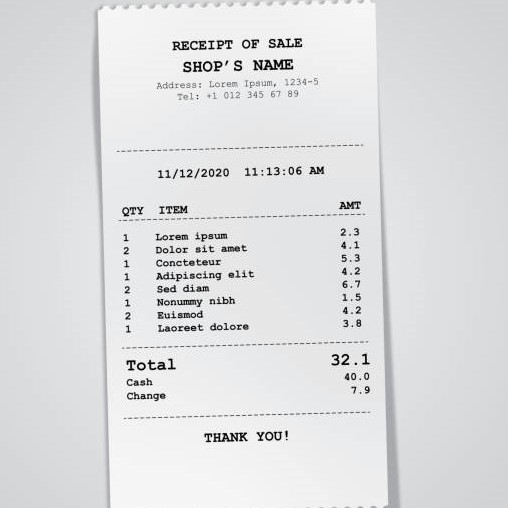 RECEIPT OF SALE
SHOP'S NAME
Address: Lorem Ipsum, 1234-5
Tel: +1 012 345 67 89
11/12/2020 11:13:06 AM
QTY ITEM AMT
1 Lorem ipsum 2.3
2 Dolor sit amet 4.1
1 Concteteur 5.3
1 Adipiscing elit 4.2
2 Sed diam 6.7
1 Nonummy nibh 1.5
2 Euismod 4.2
1 Laoreet dolore 3.8
Total 32.1
Cash 40.0
Change 7.9
THANK YOU!